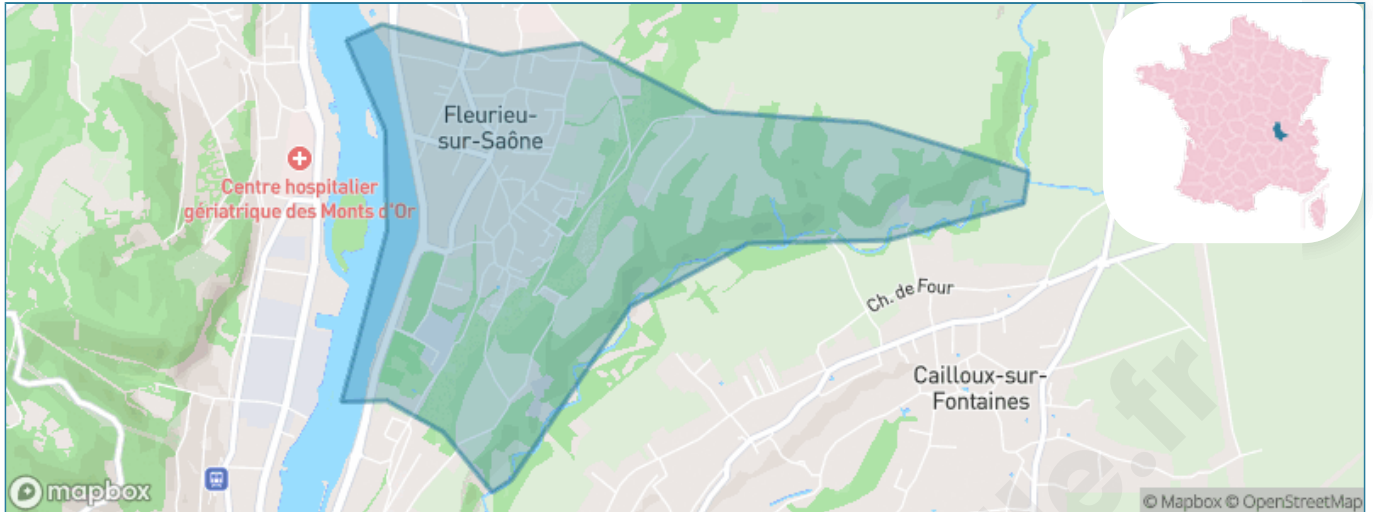 Fleurieu-
sur-Saône
Centre hospitalier
gériatrique des Monts d'Or
Ch. de Four
Cailloux-sur-
Fontaines
mapbox
© Mapbox © OpenStreetMap